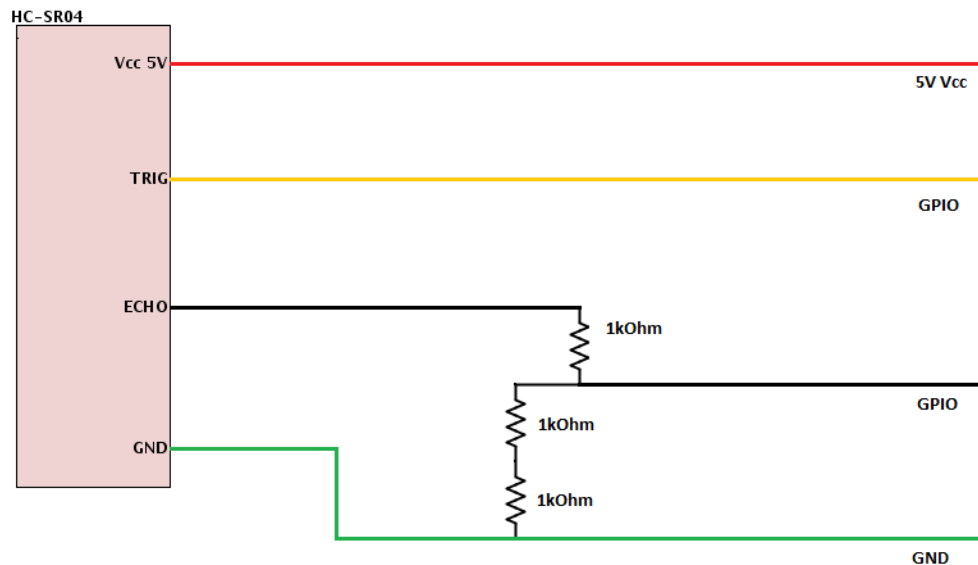 HC-SR04
Vcc 5V
5V Vcc
TRIG
GPIO
ECHO
1kOhm
GPIO
1kOhm
GND
1kOhm
GND